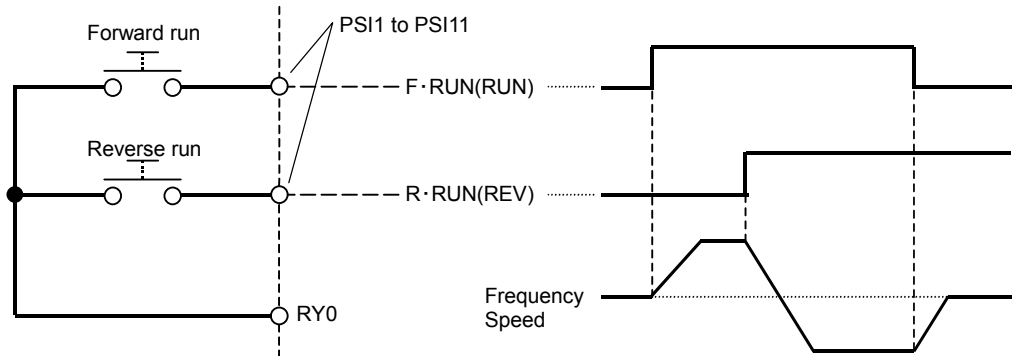 Forward run
PSI1 to PSI11
F·RUN(RUN)
Reverse run
R·RUN(REV)
RY0
Frequency
Speed